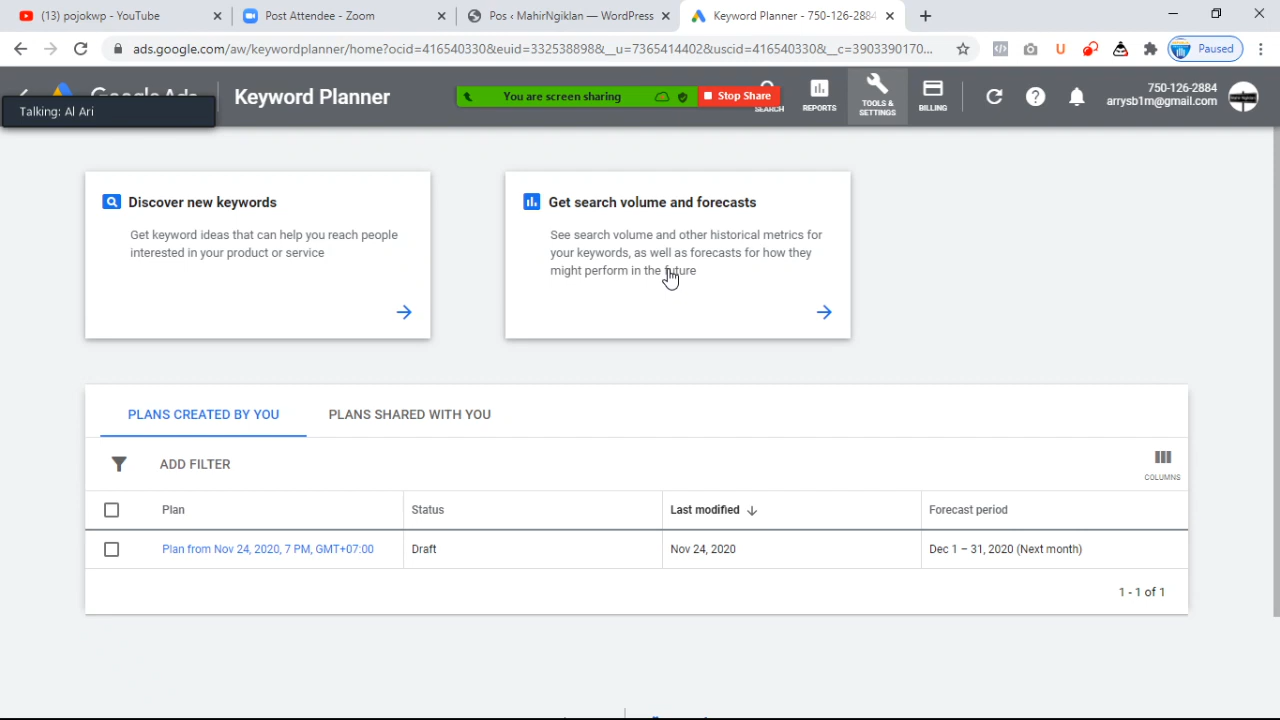 (13) pojokwp - YouTube
Post Attendee - Zoom
Pos ‹ MahirNgiklan — WordPress
Keyword Planner - 750-126-2884
ads.google.com/aw/keywordplanner/home?ocid=416540330&euid=332538898&__u=7365414402&uscid=416540330&__c=3903390170...
Paused
Talking: Al Ari
Google Ads
Keyword Planner
You are screen sharing
Stop Share
SEARCH
REPORTS
TOOLS &
SETTINGS
BILLING
750-126-2884
arrysb1m@gmail.com
Discover new keywords
Get keyword ideas that can help you reach people
interested in your product or service
Get search volume and forecasts
See search volume and other historical metrics for
your keywords, as well as forecasts for how they
might perform in the future
PLANS CREATED BY YOU
PLANS SHARED WITH YOU
ADD FILTER
COLUMNS
Plan
Status
Last modified
Forecast period
Plan from Nov 24, 2020, 7 PM, GMT+07:00
Draft
Nov 24, 2020
Dec 1 – 31, 2020 (Next month)
1 - 1 of 1